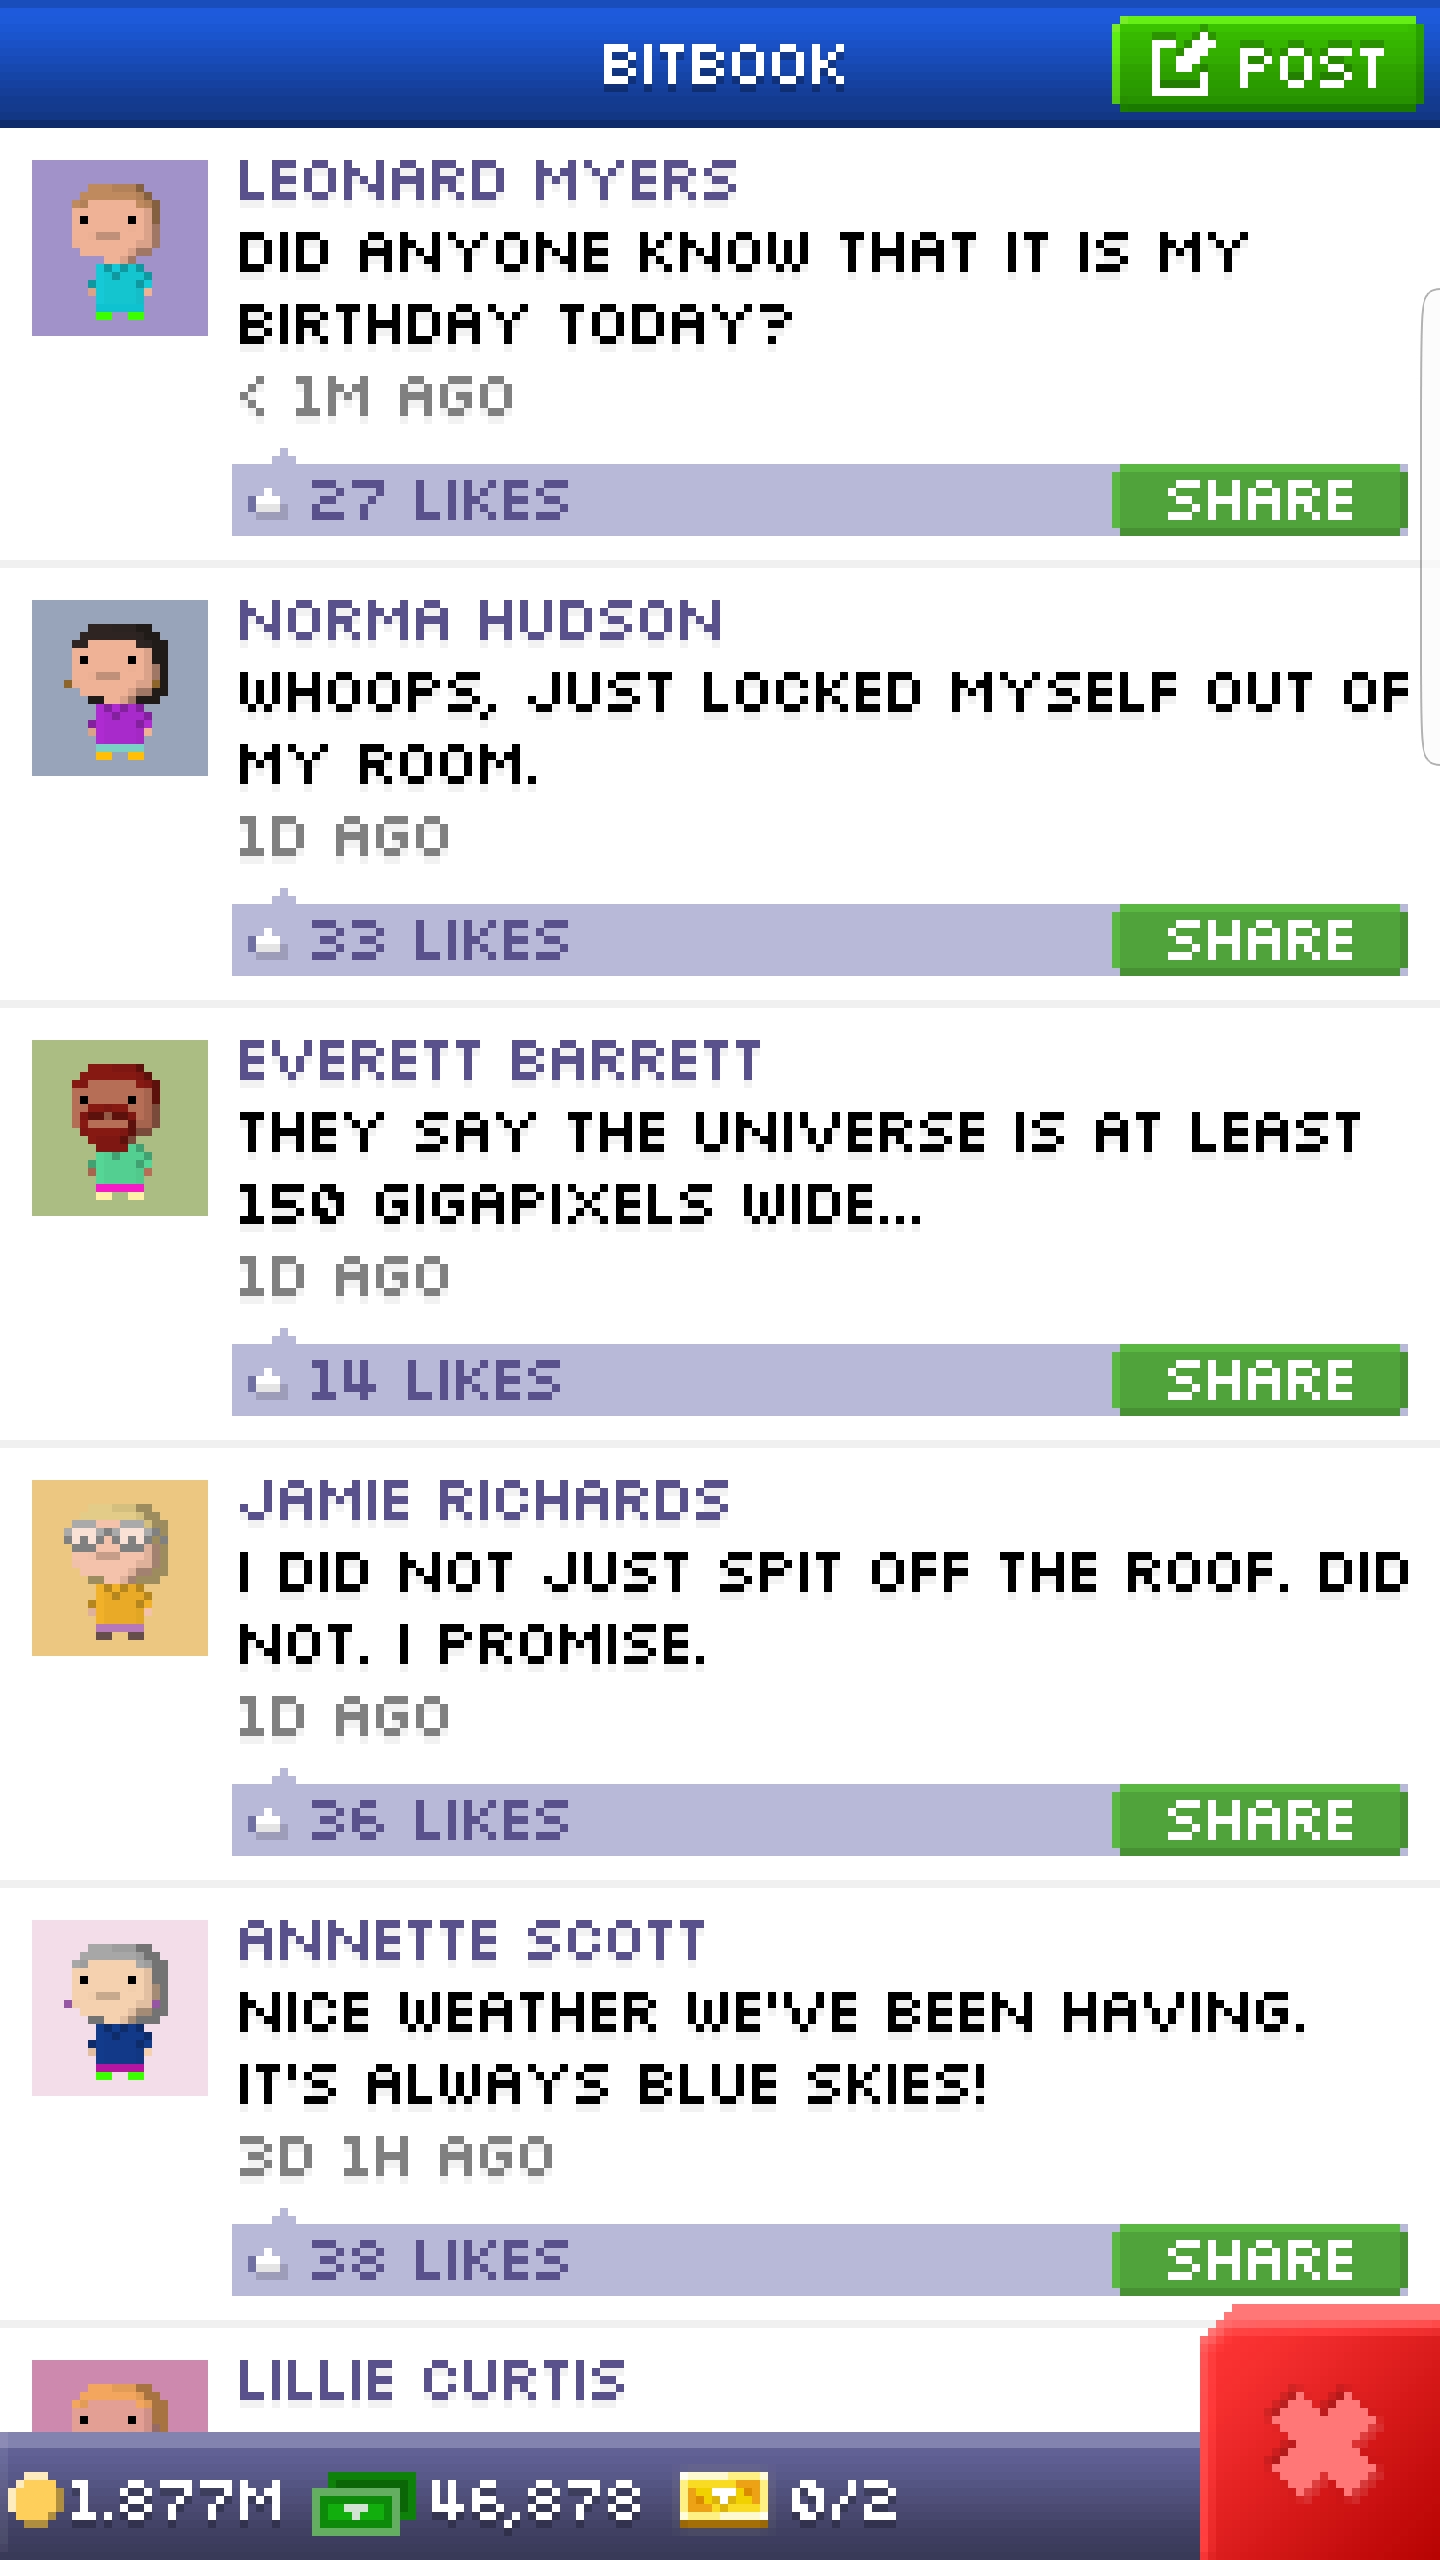 BITBOOK
POST
LEONARD MYERS
DID ANYONE KNOW THAT IT IS MY
BIRTHDAY TODAY?
< 1M AGO
27 LIKES
SHARE
NORMA HUDSON
WHOOPS, JUST LOCKED MYSELF OUT OF
MY ROOM.
1D AGO
33 LIKES
SHARE
EVERETT BARRETT
THEY SAY THE UNIVERSE IS AT LEAST
150 GIGAPIXELS WIDE...
1D AGO
14 LIKES
SHARE
JAMIE RICHARDS
I DID NOT JUST SPIT OFF THE ROOF. DID
NOT. I PROMISE.
1D AGO
36 LIKES
SHARE
ANNETTE SCOTT
NICE WEATHER WE'VE BEEN HAVING.
IT'S ALWAYS BLUE SKIES!
3D 1H AGO
38 LIKES
SHARE
LILLIE CURTIS
1.877M 46,878 0/2